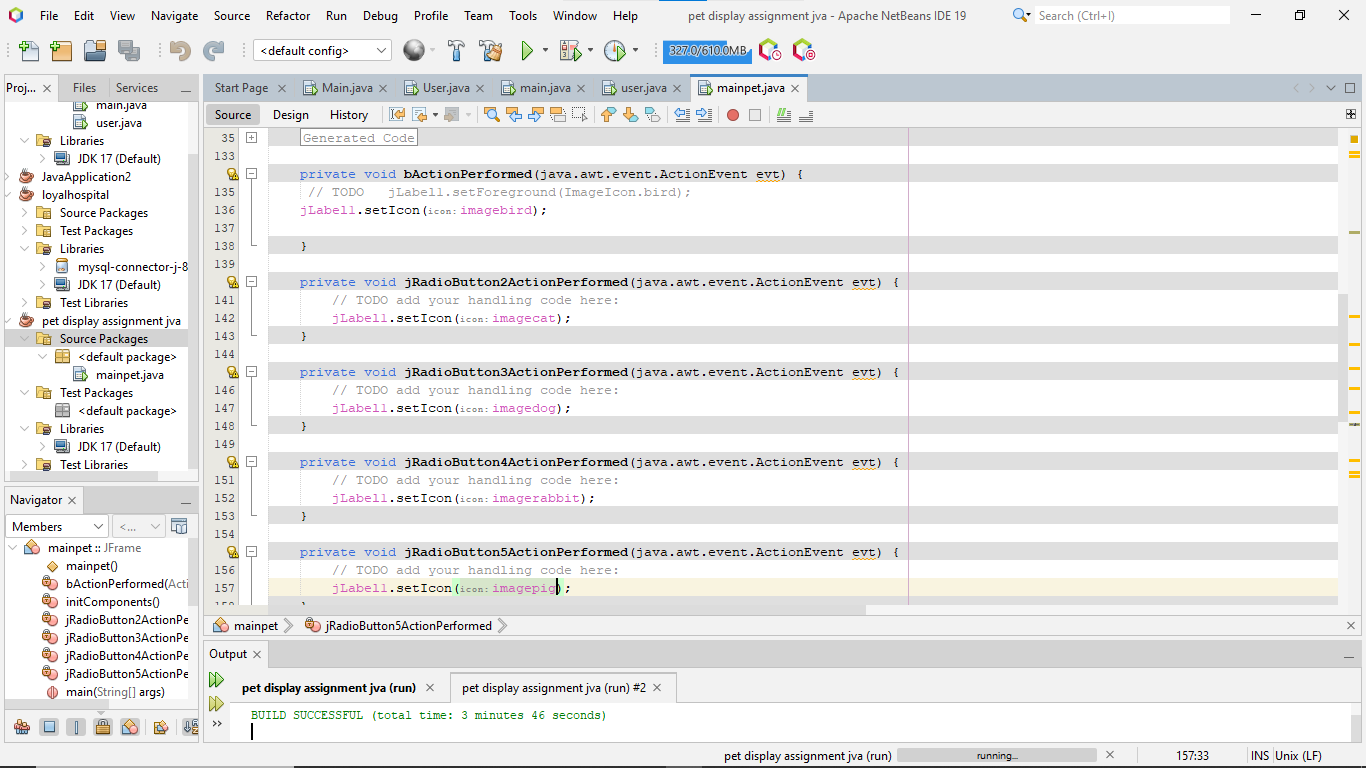 File Edit View Navigate Source Refactor Run Debug Profile Team Tools Window Help pet display assignment jva - Apache NetBeans IDE 19 Search (Ctrl+I)
<default config> 327.0/610.0MB
Proj... Files Services
Start Page Main.java User.java main.java user.java mainpet.java
Source Design History
main.java
user.java
Libraries
JDK 17 (Default)
JavaApplication2
loyalhospital
Source Packages
Test Packages
Libraries
mysql-connector-j-8
JDK 17 (Default)
Test Libraries
pet display assignment jva
Source Packages
<default package>
mainpet.java
Test Packages
<default package>
Libraries
JDK 17 (Default)
Test Libraries
Navigator
Members <...
mainpet :: JFrame
mainpet()
bActionPerformed(Acti
initComponents()
jRadioButton2ActionPe
jRadioButton3ActionPe
jRadioButton4ActionPe
jRadioButton5ActionPe
main(String[] args)
35 Generated Code
133
private void bActionPerformed(java.awt.event.ActionEvent evt) {
135 // TODO jLabel1.setForeground(ImageIcon.bird);
136 jLabel1.setIcon(icon: imagebird);
137
138 }
139
private void jRadioButton2ActionPerformed(java.awt.event.ActionEvent evt) {
141 // TODO add your handling code here:
142 jLabel1.setIcon(icon: imagecat);
143 }
144
private void jRadioButton3ActionPerformed(java.awt.event.ActionEvent evt) {
146 // TODO add your handling code here:
147 jLabel1.setIcon(icon: imagedog);
148 }
149
private void jRadioButton4ActionPerformed(java.awt.event.ActionEvent evt) {
151 // TODO add your handling code here:
152 jLabel1.setIcon(icon: imagerabbit);
153 }
154
private void jRadioButton5ActionPerformed(java.awt.event.ActionEvent evt) {
156 // TODO add your handling code here:
157 jLabel1.setIcon(icon: imagepig);
158 }
mainpet jRadioButton5ActionPerformed
Output
pet display assignment jva (run) pet display assignment jva (run) #2
BUILD SUCCESSFUL (total time: 3 minutes 46 seconds)
pet display assignment jva (run) running... 157:33 INS Unix (LF)